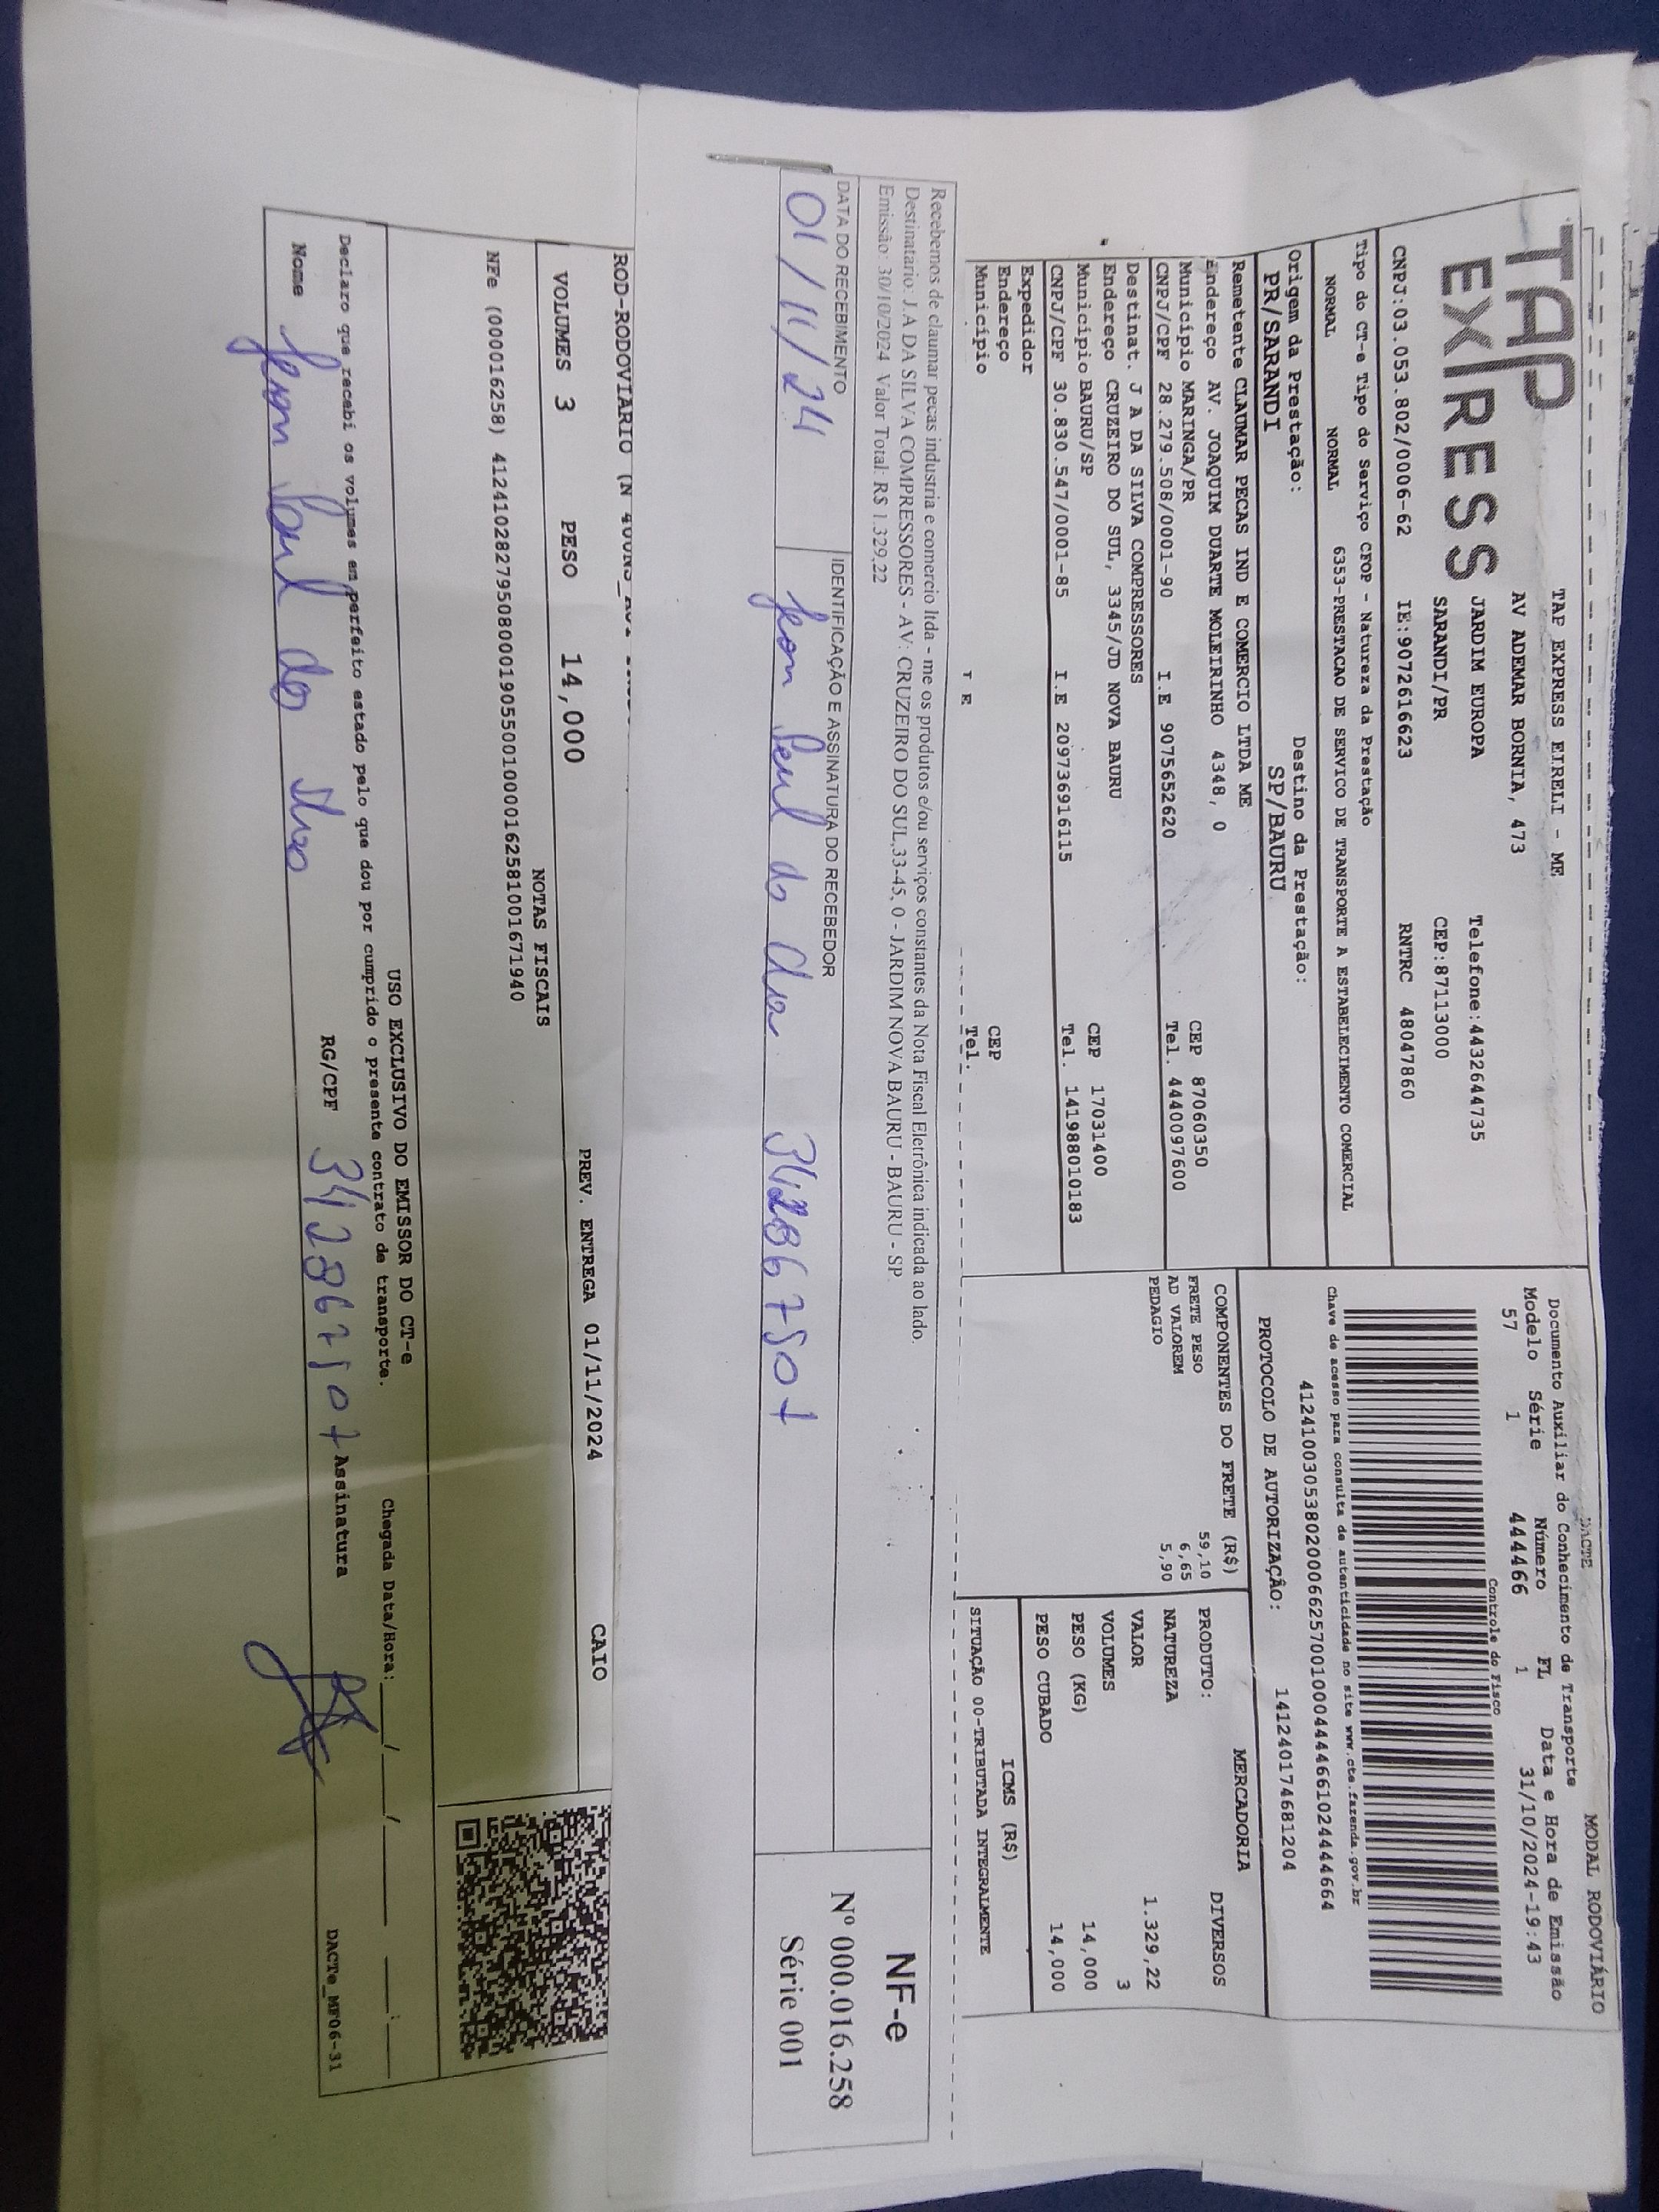 DACTE
MODAL RODOVIÁRIO
TAP EXPRESS
TAP EXPRESS EIRELI - ME
AV ADEMAR BORNIA, 473
JARDIM EUROPA
Telefone:4432644735
SARANDI/PR
CEP:87113000
CNPJ:03.053.802/0006-62 IE:9072616623 RNTRC 48047860
Documento Auxiliar do Conhecimento de Transporte
Modelo Série Número FL Data e Hora de Emissão
57 1 444466 1 31/10/2024-19:43
Controle do Fisco
Tipo do CT-e Tipo do Serviço CFOP - Natureza da Prestação
NORMAL NORMAL 6353-PRESTACAO DE SERVICO DE TRANSPORTE A ESTABELECIMENTO COMERCIAL
Chave de acesso para consulta de autenticidade no site www.cte.fazenda.gov.br
41241003053802000662570010004444661024444664
Origem da Prestação: Destino da Prestação:
PR/SARANDI SP/BAURU
PROTOCOLO DE AUTORIZAÇÃO: 141240174681204
Remetente CLAUMAR PECAS IND E COMERCIO LTDA ME
Endereço AV. JOAQUIM DUARTE MOLEIRINHO 4348, 0
Município MARINGA/PR CEP 87060350
CNPJ/CPF 28.279.508/0001-90 I.E 9075652620 Tel. 4440097600
Destinat. J A DA SILVA COMPRESSORES
Endereço CRUZEIRO DO SUL, 3345/JD NOVA BAURU
Município BAURU/SP CEP 17031400
CNPJ/CPF 30.830.547/0001-85 I.E 209736916115 Tel. 141988010183
Expedidor
Endereço
Município
CEP
Tel.
COMPONENTES DO FRETE (R$)
FRETE PESO 59,10
AD VALOREM 6,65
PEDAGIO 5,90
MERCADORIA
PRODUTO: DIVERSOS
NATUREZA
VALOR 1.329,22
VOLUMES 3
PESO (KG) 14,000
PESO CUBADO 14,000
ICMS (R$)
SITUAÇÃO 00-TRIBUTADA INTEGRALMENTE
Recebemos de claumar pecas industria e comercio ltda - me os produtos e/ou serviços constantes da Nota Fiscal Eletrônica indicada ao lado.
Destinatario: J.A DA SILVA COMPRESSORES - AV: CRUZEIRO DO SUL,33-45, 0 - JARDIM NOVA BAURU - BAURU - SP
Emissão: 30/10/2024 Valor Total: R$ 1.329,22
NF-e
Nº 000.016.258
Série 001
DATA DO RECEBIMENTO
01/11/24
IDENTIFICAÇÃO E ASSINATURA DO RECEBEDOR
342867507
ROD-RODOVIÁRIO (N
CAIO
VOLUMES 3 PESO 14,000 PREV. ENTREGA 01/11/2024
NOTAS FISCAIS
NFe (000016258) 41241028279508000190550010000162581001671940
USO EXCLUSIVO DO EMISSOR DO CT-e
Declaro que recebi os volumes em perfeito estado pelo que dou por cumprido o presente contrato de transporte. Chegada Data/Hora: ___/___/_____ ___:___
Nome RG/CPF 342867507 Assinatura
DACTe_MF06-31